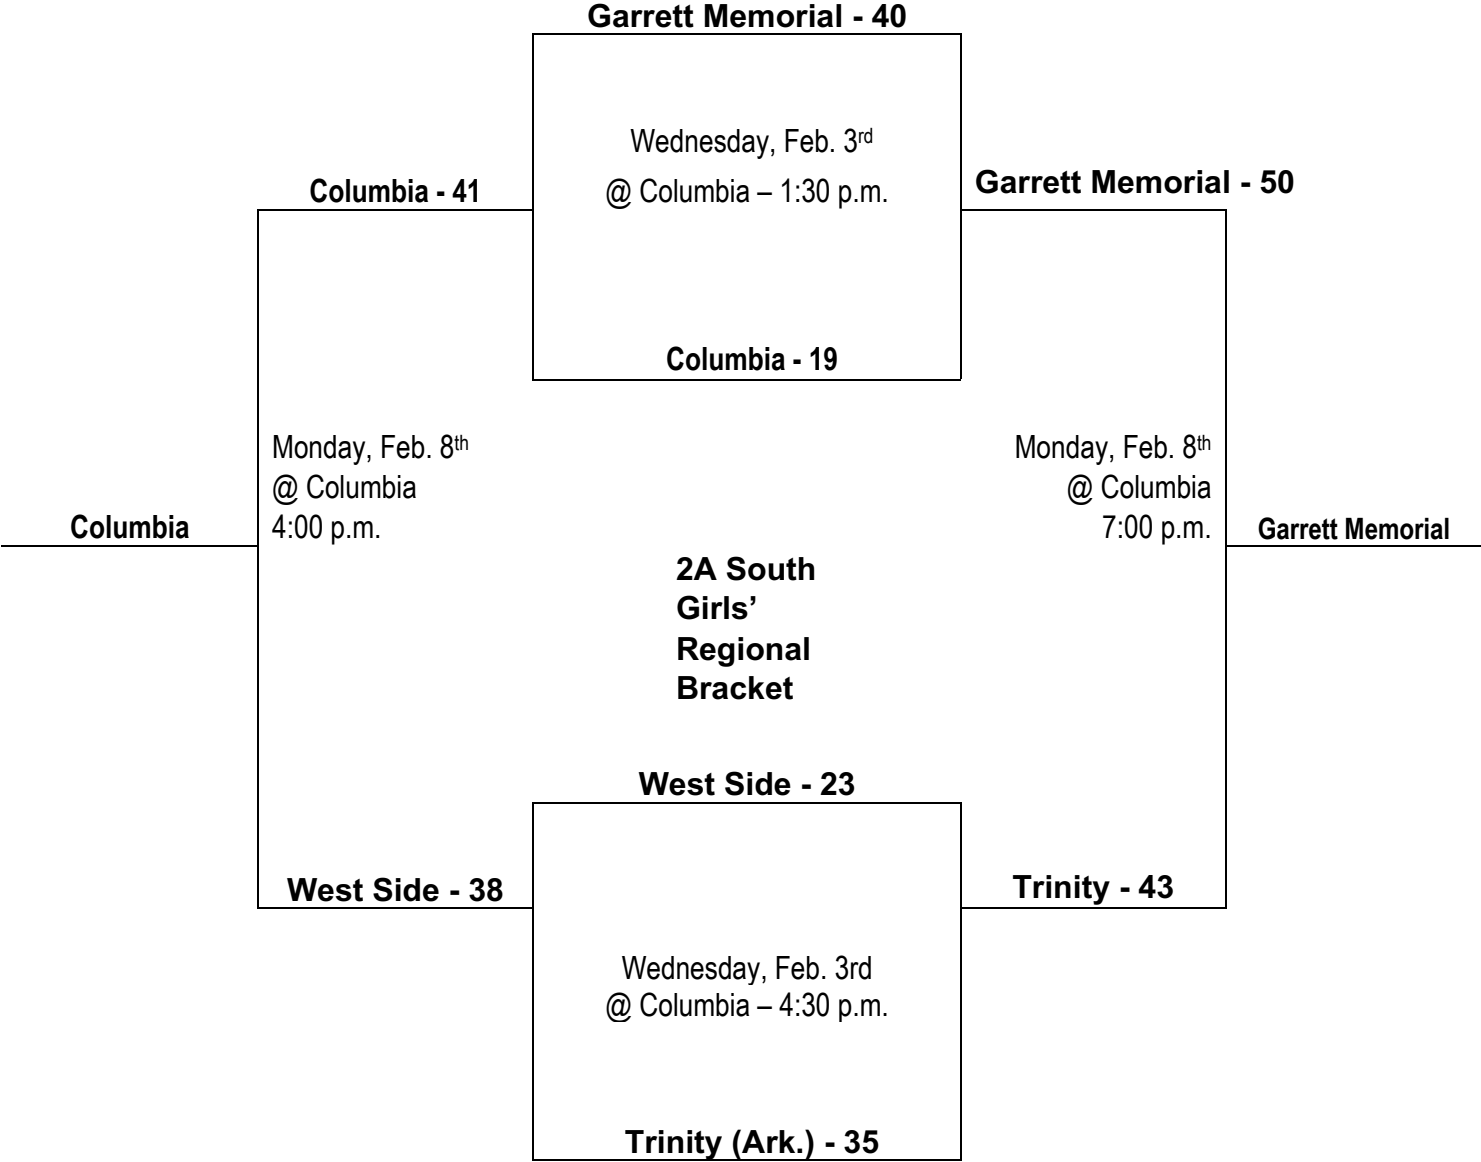 Garrett Memorial - 40
Wednesday, Feb. 3rd
@ Columbia – 1:30 p.m.
Columbia - 41
Garrett Memorial - 50
Columbia - 19
Monday, Feb. 8th
@ Columbia
4:00 p.m.
Monday, Feb. 8th
@ Columbia
7:00 p.m.
Columbia
Garrett Memorial
2A South
Girls’
Regional
Bracket
West Side - 23
West Side - 38
Trinity - 43
Wednesday, Feb. 3rd
@ Columbia – 4:30 p.m.
Trinity (Ark.) - 35